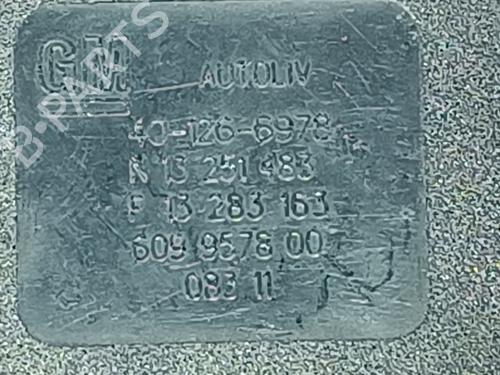 GM AUTOLIV
40-126-6978
N 13 251 483
F 13 283 163
609 9578 00
083 11
B-PARTS